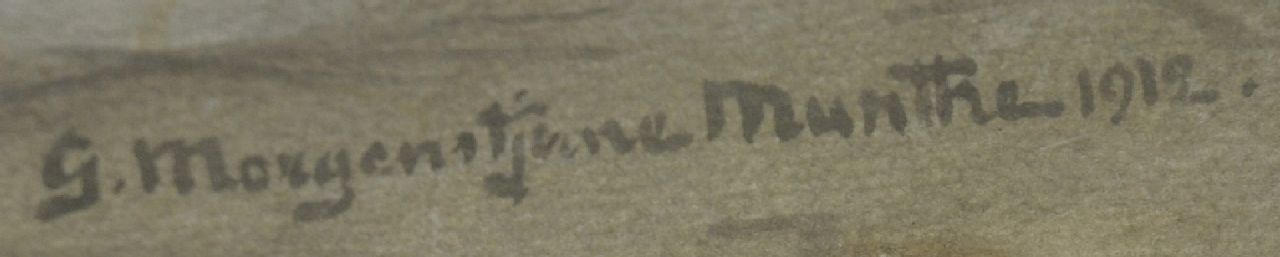 G. Morgenstjerne Munthe 1912.